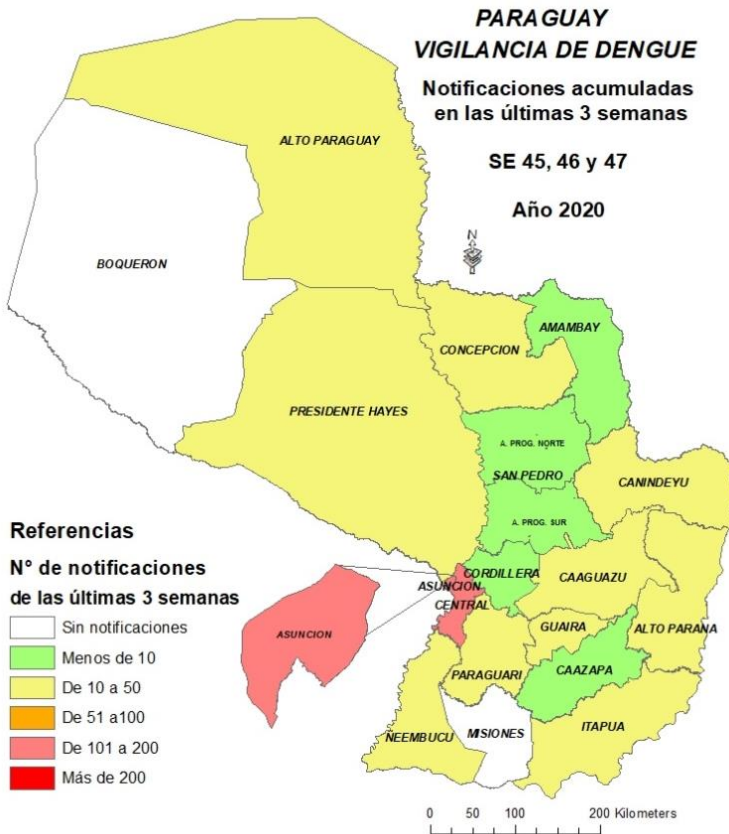 PARAGUAY
VIGILANCIA DE DENGUE
Notificaciones acumuladas
en las últimas 3 semanas
SE 45, 46 y 47
Año 2020
N
ALTO PARAGUAY
BOQUERON
CONCEPCION
AMAMBAY
PRESIDENTE HAYES
A. PROG. NORTE
SAN PEDRO
CANINDEYU
A. PROG. SUR
CORDILLERA
CAAGUAZU
ASUNCION
CENTRAL
ASUNCION
GUAIRA
ALTO PARANA
PARAGUARI
CAAZAPA
ÑEEMBUCU
MISIONES
ITAPUA
Referencias
N° de notificaciones
de las últimas 3 semanas
Sin notificaciones
Menos de 10
De 10 a 50
De 51 a100
De 101 a 200
Más de 200
0 50 100 200 Kilometers